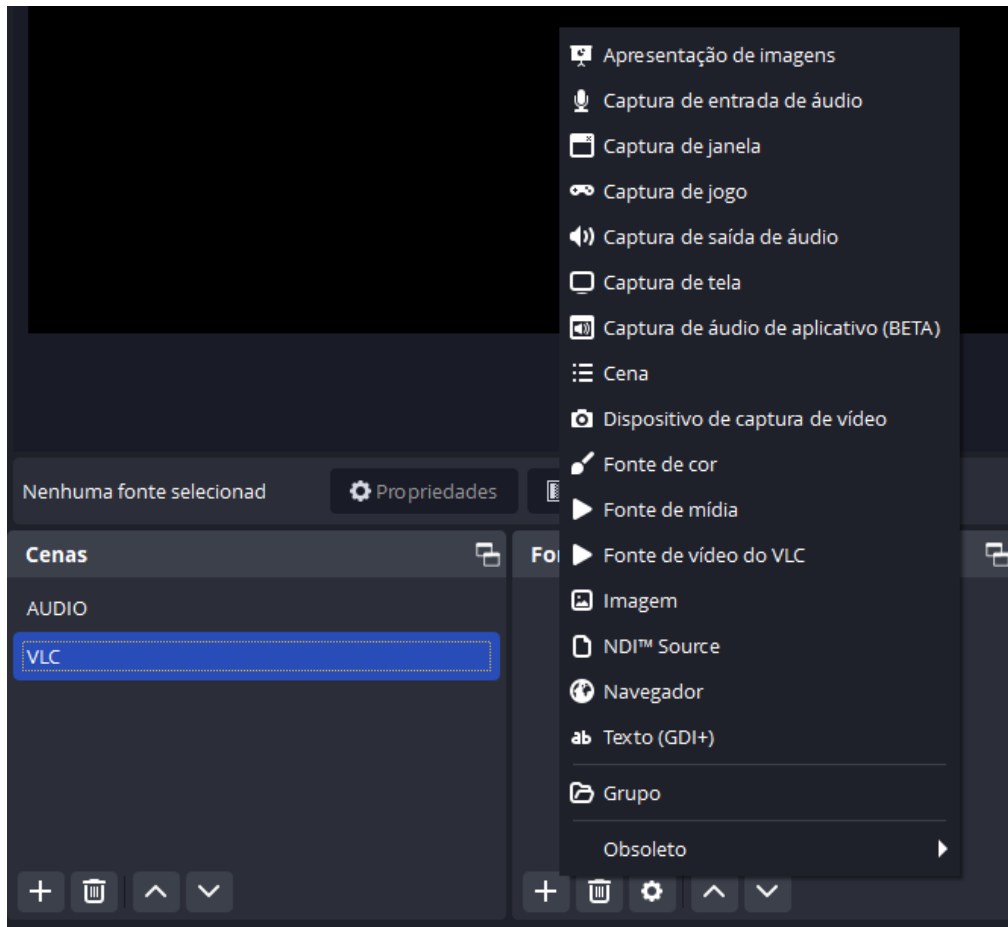 Apresentação de imagens
Captura de entrada de áudio
Captura de janela
Captura de jogo
Captura de saída de áudio
Captura de tela
Captura de áudio de aplicativo (BETA)
Cena
Dispositivo de captura de vídeo
Fonte de cor
Fonte de mídia
Fonte de vídeo do VLC
Imagem
NDI™ Source
Navegador
ab Texto (GDI+)
Grupo
Obsoleto
Nenhuma fonte selecionad
Propriedades
Cenas
Fo
AUDIO
VLC